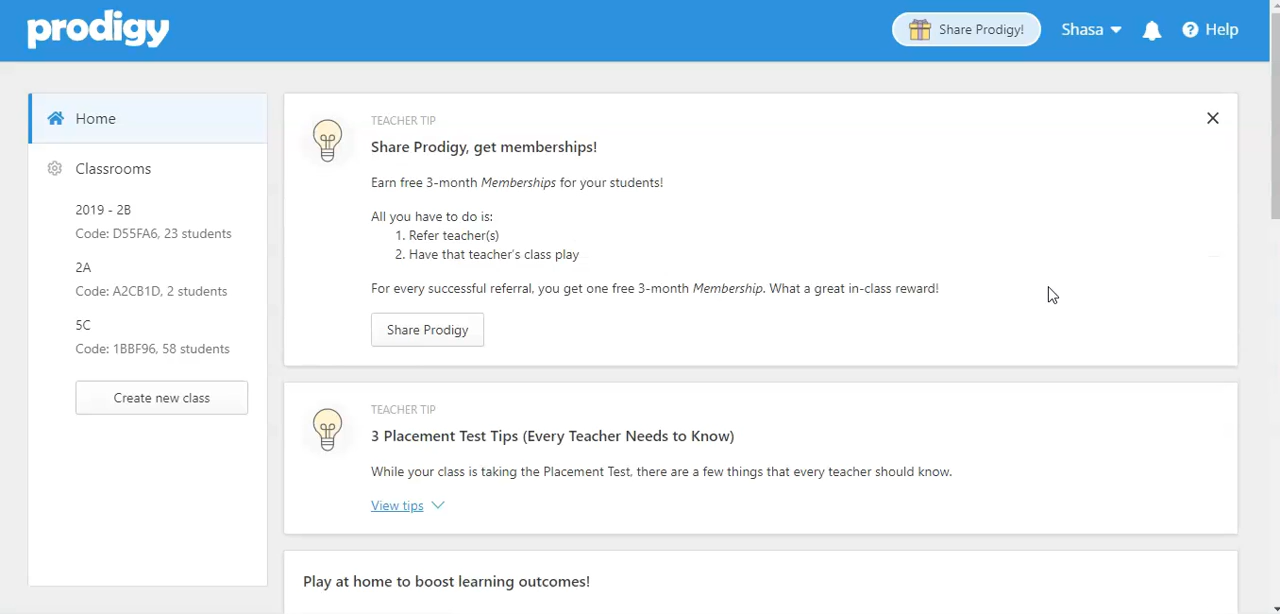 prodigy
Share Prodigy!
Shasa
Help
Home
Classrooms
2019 - 2B
Code: D55FA6, 23 students
2A
Code: A2CB1D, 2 students
5C
Code: 1BBF96, 58 students
Create new class
TEACHER TIP
Share Prodigy, get memberships!
Earn free 3-month Memberships for your students!
All you have to do is:
1. Refer teacher(s)
2. Have that teacher's class play
For every successful referral, you get one free 3-month Membership. What a great in-class reward!
Share Prodigy
TEACHER TIP
3 Placement Test Tips (Every Teacher Needs to Know)
While your class is taking the Placement Test, there are a few things that every teacher should know.
View tips
Play at home to boost learning outcomes!